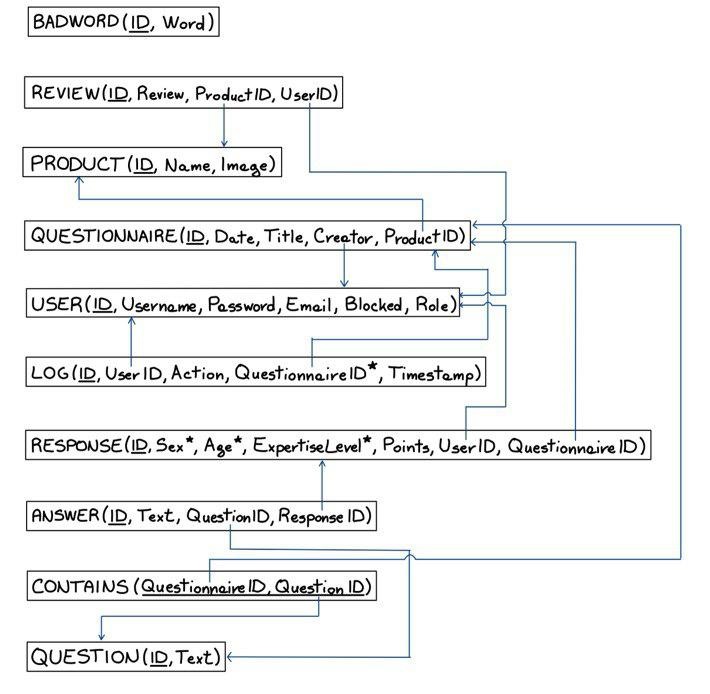 BADWORD(ID, Word)
REVIEW(ID, Review, ProductID, UserID)
PRODUCT(ID, Name, Image)
QUESTIONNAIRE(ID, Date, Title, Creator, ProductID)
USER(ID, Username, Password, Email, Blocked, Role)
LOG(ID, UserID, Action, QuestionnaireID*, Timestamp)
RESPONSE(ID, Sex*, Age*, ExpertiseLevel*, Points, UserID, QuestionnaireID)
ANSWER(ID, Text, QuestionID, ResponseID)
CONTAINS (QuestionnaireID, QuestionID)
QUESTION(ID, Text)